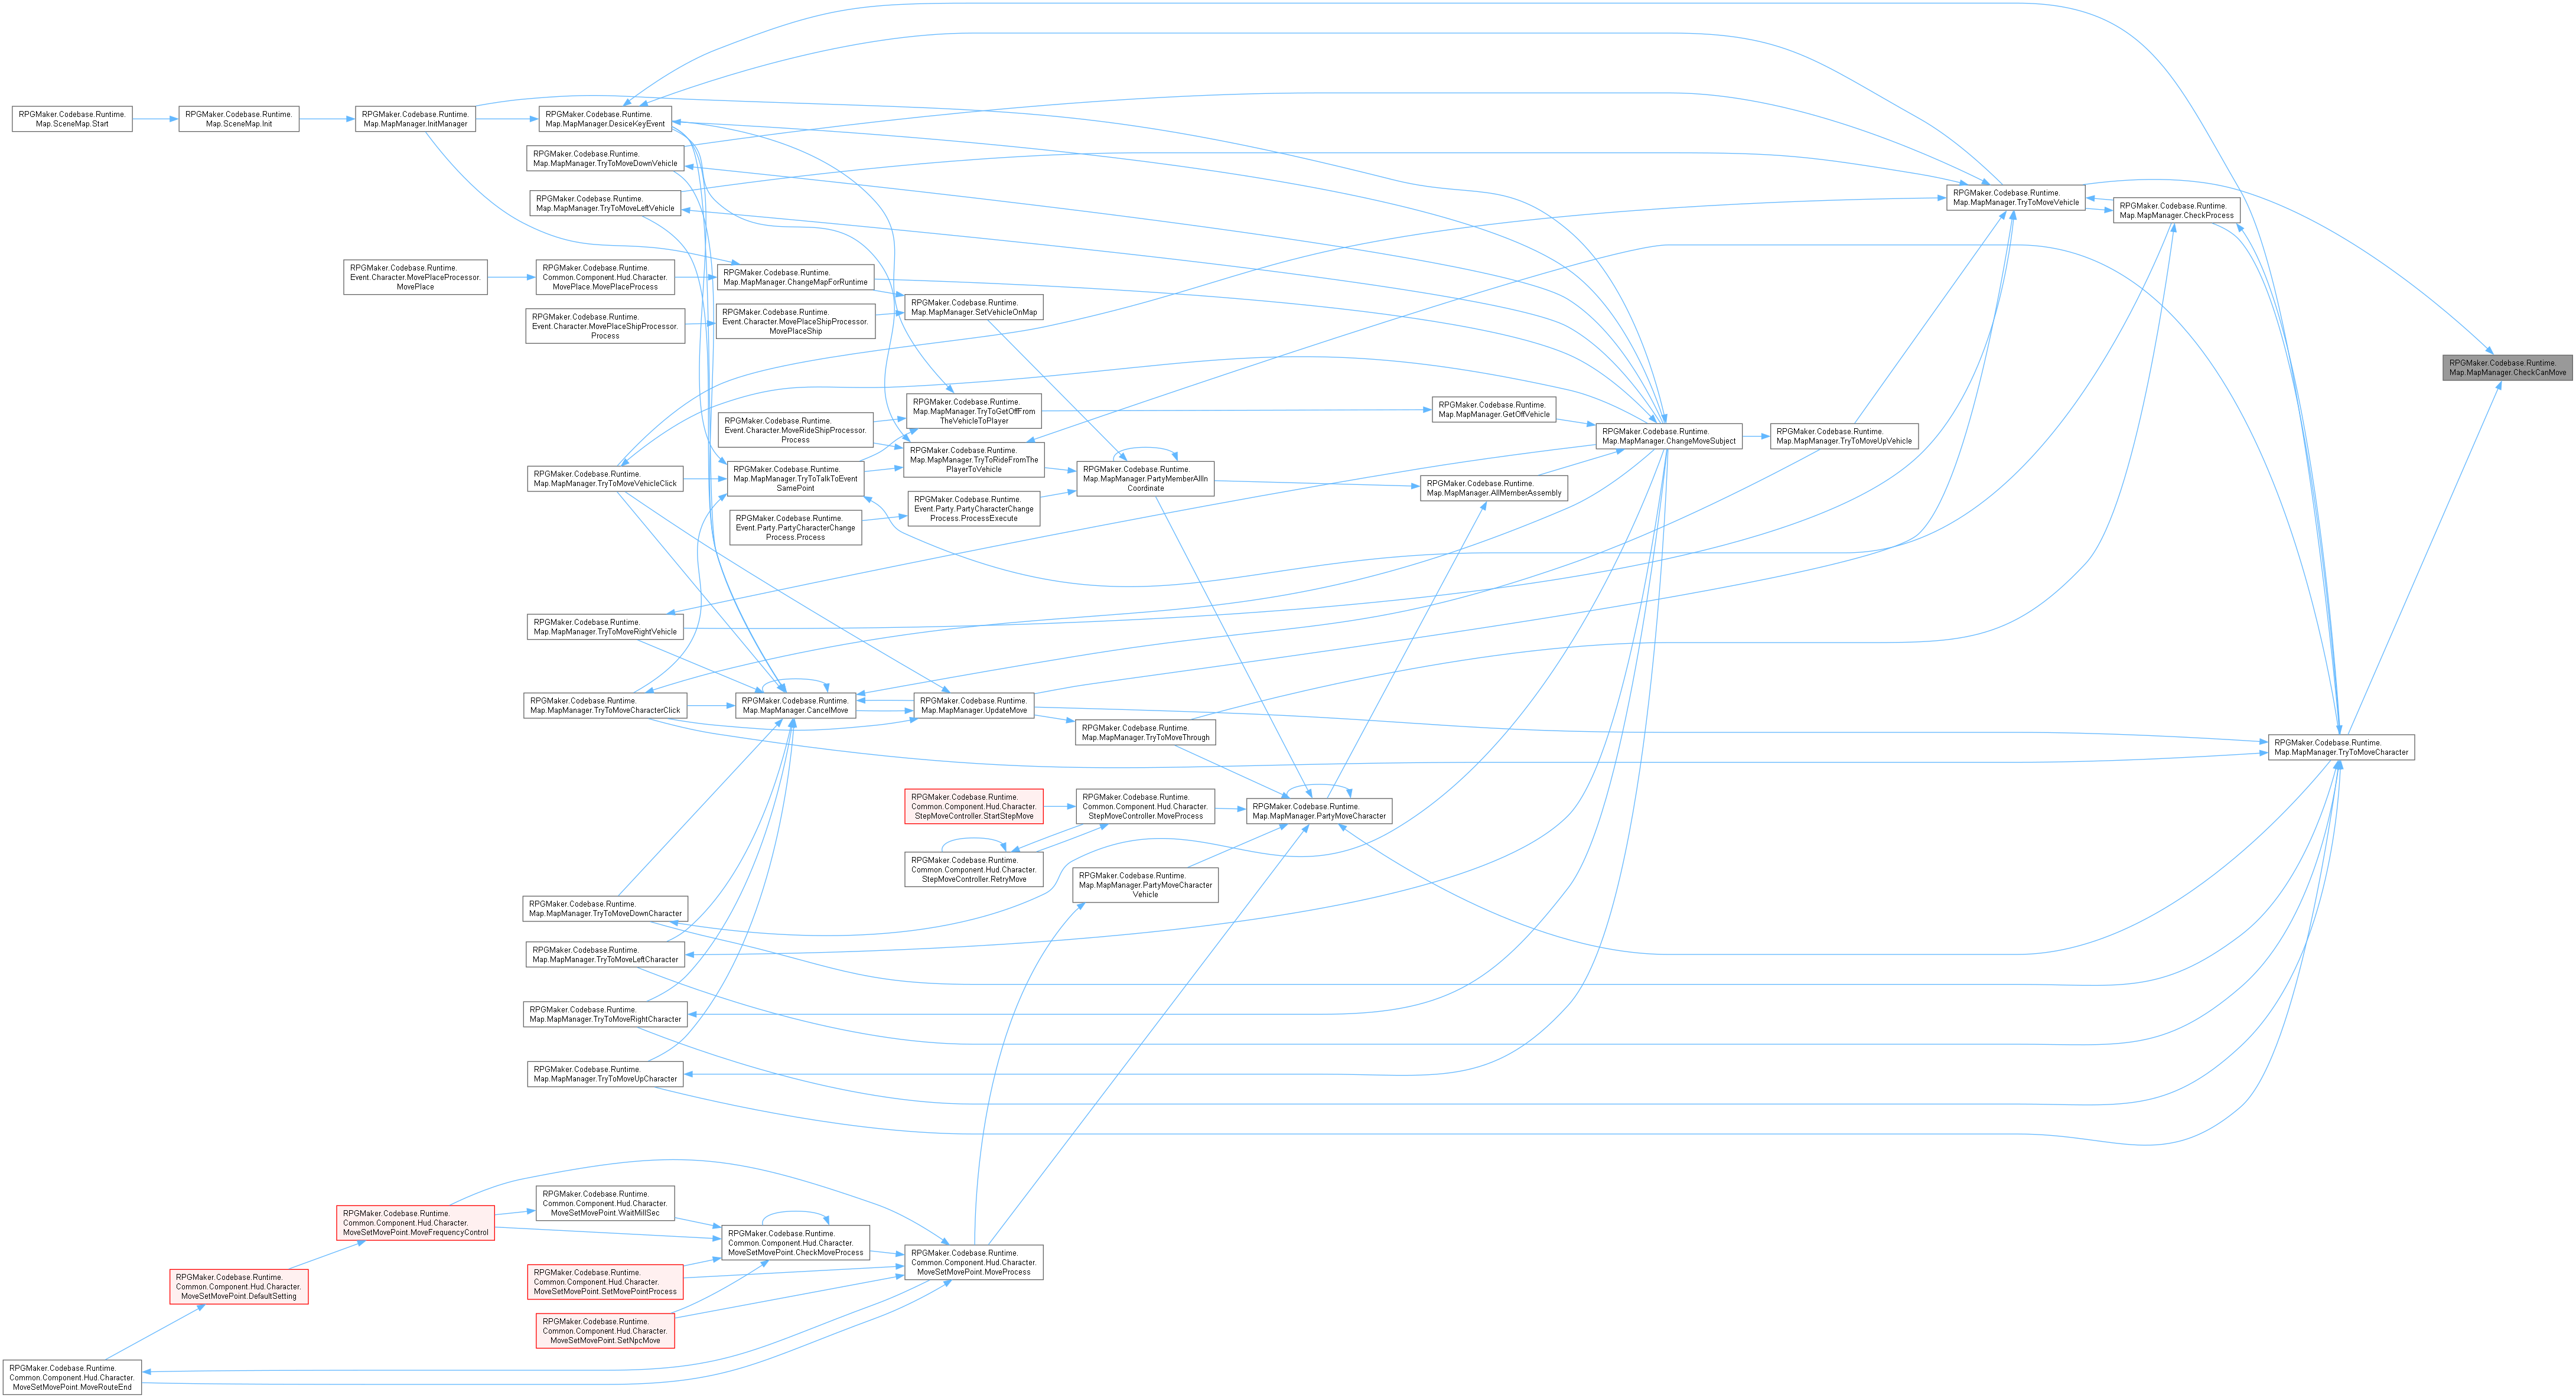 RPGMaker.Codebase.Runtime.
Map.SceneMap.Start
RPGMaker.Codebase.Runtime.
Map.SceneMap.Init
RPGMaker.Codebase.Runtime.
Map.MapManager.InitManager
RPGMaker.Codebase.Runtime.
Map.MapManager.DesiceKeyEvent
RPGMaker.Codebase.Runtime.
Map.MapManager.TryToMoveDownVehicle
RPGMaker.Codebase.Runtime.
Map.MapManager.TryToMoveLeftVehicle
RPGMaker.Codebase.Runtime.
Map.MapManager.TryToMoveVehicle
RPGMaker.Codebase.Runtime.
Map.MapManager.CheckProcess
RPGMaker.Codebase.Runtime.
Event.Character.MovePlaceProcessor.
MovePlace
RPGMaker.Codebase.Runtime.
Common.Component.Hud.Character.
MovePlace.MovePlaceProcess
RPGMaker.Codebase.Runtime.
Map.MapManager.ChangeMapForRuntime
RPGMaker.Codebase.Runtime.
Map.MapManager.SetVehicleOnMap
RPGMaker.Codebase.Runtime.
Event.Character.MovePlaceShipProcessor.
Process
RPGMaker.Codebase.Runtime.
Event.Character.MovePlaceShipProcessor.
MovePlaceShip
RPGMaker.Codebase.Runtime.
Map.MapManager.CheckCanMove
RPGMaker.Codebase.Runtime.
Event.Character.MoveRideShipProcessor.
Process
RPGMaker.Codebase.Runtime.
Map.MapManager.TryToGetOffFrom
TheVehicleToPlayer
RPGMaker.Codebase.Runtime.
Map.MapManager.GetOffVehicle
RPGMaker.Codebase.Runtime.
Map.MapManager.ChangeMoveSubject
RPGMaker.Codebase.Runtime.
Map.MapManager.TryToMoveUpVehicle
RPGMaker.Codebase.Runtime.
Map.MapManager.TryToMoveVehicleClick
RPGMaker.Codebase.Runtime.
Map.MapManager.TryToTalkToEvent
SamePoint
RPGMaker.Codebase.Runtime.
Map.MapManager.TryToRideFromThe
PlayerToVehicle
RPGMaker.Codebase.Runtime.
Map.MapManager.PartyMemberAllIn
Coordinate
RPGMaker.Codebase.Runtime.
Map.MapManager.AllMemberAssembly
RPGMaker.Codebase.Runtime.
Event.Party.PartyCharacterChange
Process.Process
RPGMaker.Codebase.Runtime.
Event.Party.PartyCharacterChange
Process.ProcessExecute
RPGMaker.Codebase.Runtime.
Map.MapManager.TryToMoveRightVehicle
RPGMaker.Codebase.Runtime.
Map.MapManager.TryToMoveCharacterClick
RPGMaker.Codebase.Runtime.
Map.MapManager.CancelMove
RPGMaker.Codebase.Runtime.
Map.MapManager.UpdateMove
RPGMaker.Codebase.Runtime.
Map.MapManager.TryToMoveThrough
RPGMaker.Codebase.Runtime.
Map.MapManager.TryToMoveCharacter
RPGMaker.Codebase.Runtime.
Common.Component.Hud.Character.
StepMoveController.StartStepMove
RPGMaker.Codebase.Runtime.
Common.Component.Hud.Character.
StepMoveController.MoveProcess
RPGMaker.Codebase.Runtime.
Map.MapManager.PartyMoveCharacter
RPGMaker.Codebase.Runtime.
Common.Component.Hud.Character.
StepMoveController.RetryMove
RPGMaker.Codebase.Runtime.
Map.MapManager.PartyMoveCharacter
Vehicle
RPGMaker.Codebase.Runtime.
Map.MapManager.TryToMoveDownCharacter
RPGMaker.Codebase.Runtime.
Map.MapManager.TryToMoveLeftCharacter
RPGMaker.Codebase.Runtime.
Map.MapManager.TryToMoveRightCharacter
RPGMaker.Codebase.Runtime.
Map.MapManager.TryToMoveUpCharacter
RPGMaker.Codebase.Runtime.
Common.Component.Hud.Character.
MoveSetMovePoint.MoveFrequencyControl
RPGMaker.Codebase.Runtime.
Common.Component.Hud.Character.
MoveSetMovePoint.WaitMillSec
RPGMaker.Codebase.Runtime.
Common.Component.Hud.Character.
MoveSetMovePoint.CheckMoveProcess
RPGMaker.Codebase.Runtime.
Common.Component.Hud.Character.
MoveSetMovePoint.MoveProcess
RPGMaker.Codebase.Runtime.
Common.Component.Hud.Character.
MoveSetMovePoint.DefaultSetting
RPGMaker.Codebase.Runtime.
Common.Component.Hud.Character.
MoveSetMovePoint.SetMovePointProcess
RPGMaker.Codebase.Runtime.
Common.Component.Hud.Character.
MoveSetMovePoint.SetNpcMove
RPGMaker.Codebase.Runtime.
Common.Component.Hud.Character.
MoveSetMovePoint.MoveRouteEnd